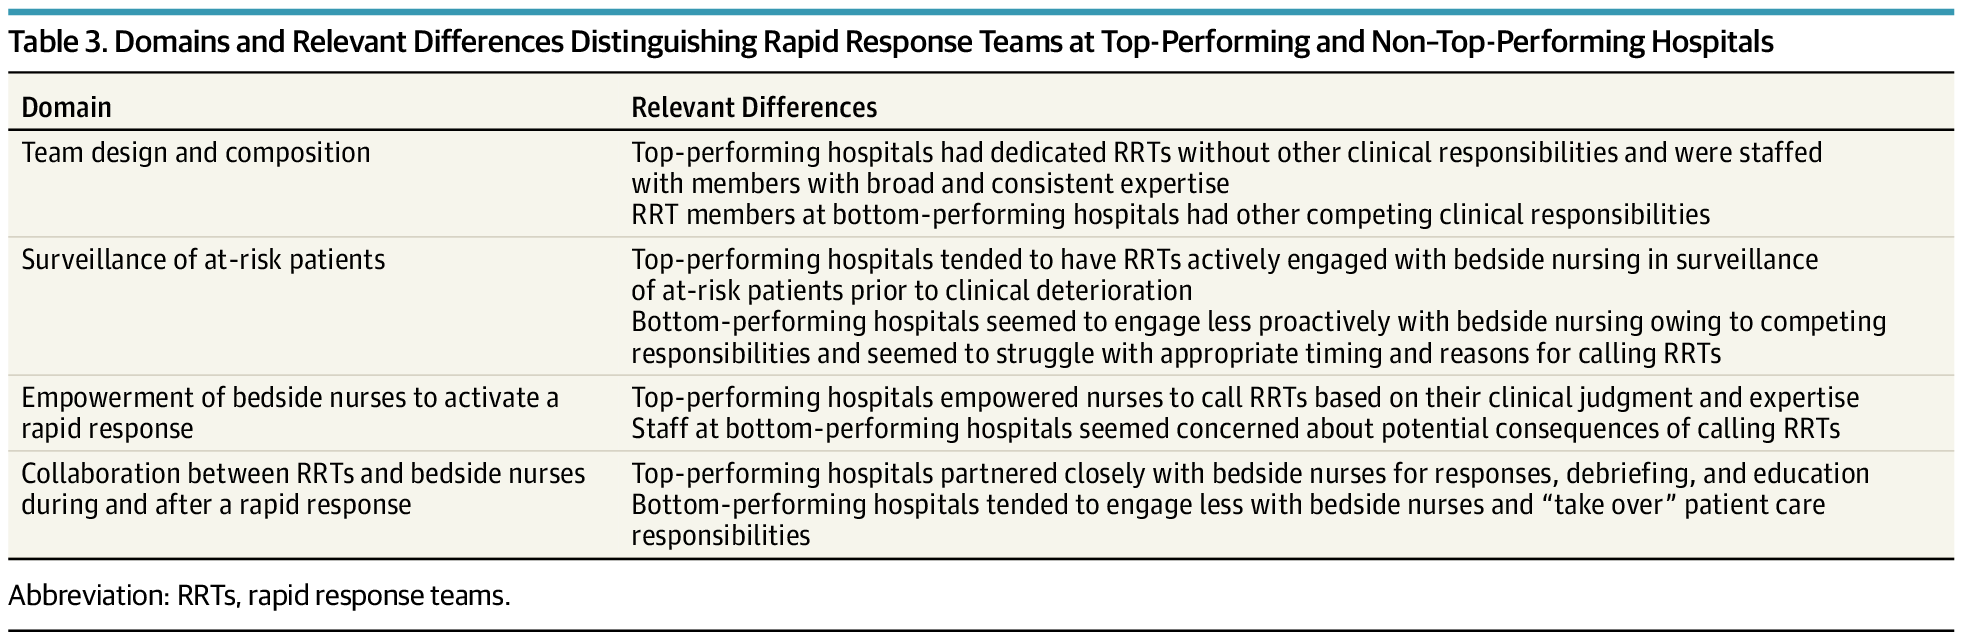 Table 3. Domains and Relevant Differences Distinguishing Rapid Response Teams at Top-Performing and Non–Top-Performing Hospitals
Domain
Relevant Differences
Team design and composition
Top-performing hospitals had dedicated RRTs without other clinical responsibilities and were staffed
with members with broad and consistent expertise
RRT members at bottom-performing hospitals had other competing clinical responsibilities
Surveillance of at-risk patients
Top-performing hospitals tended to have RRTs actively engaged with bedside nursing in surveillance
of at-risk patients prior to clinical deterioration
Bottom-performing hospitals seemed to engage less proactively with bedside nursing owing to competing
responsibilities and seemed to struggle with appropriate timing and reasons for calling RRTs
Empowerment of bedside nurses to activate a
rapid response
Top-performing hospitals empowered nurses to call RRTs based on their clinical judgment and expertise
Staff at bottom-performing hospitals seemed concerned about potential consequences of calling RRTs
Collaboration between RRTs and bedside nurses
during and after a rapid response
Top-performing hospitals partnered closely with bedside nurses for responses, debriefing, and education
Bottom-performing hospitals tended to engage less with bedside nurses and “take over” patient care
responsibilities
Abbreviation: RRTs, rapid response teams.